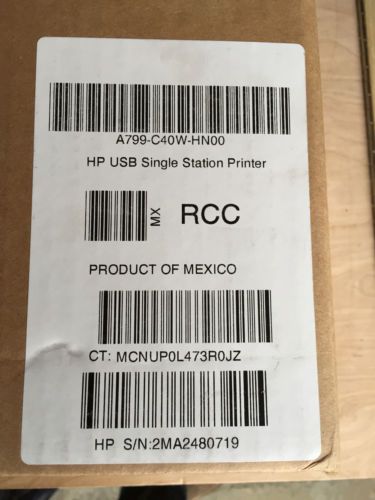 A799-C40W-HN00
HP USB Single Station Printer
MX
RCC
PRODUCT OF MEXICO
CT: MCNUP0L473R0JZ
HP S/N:2MA2480719